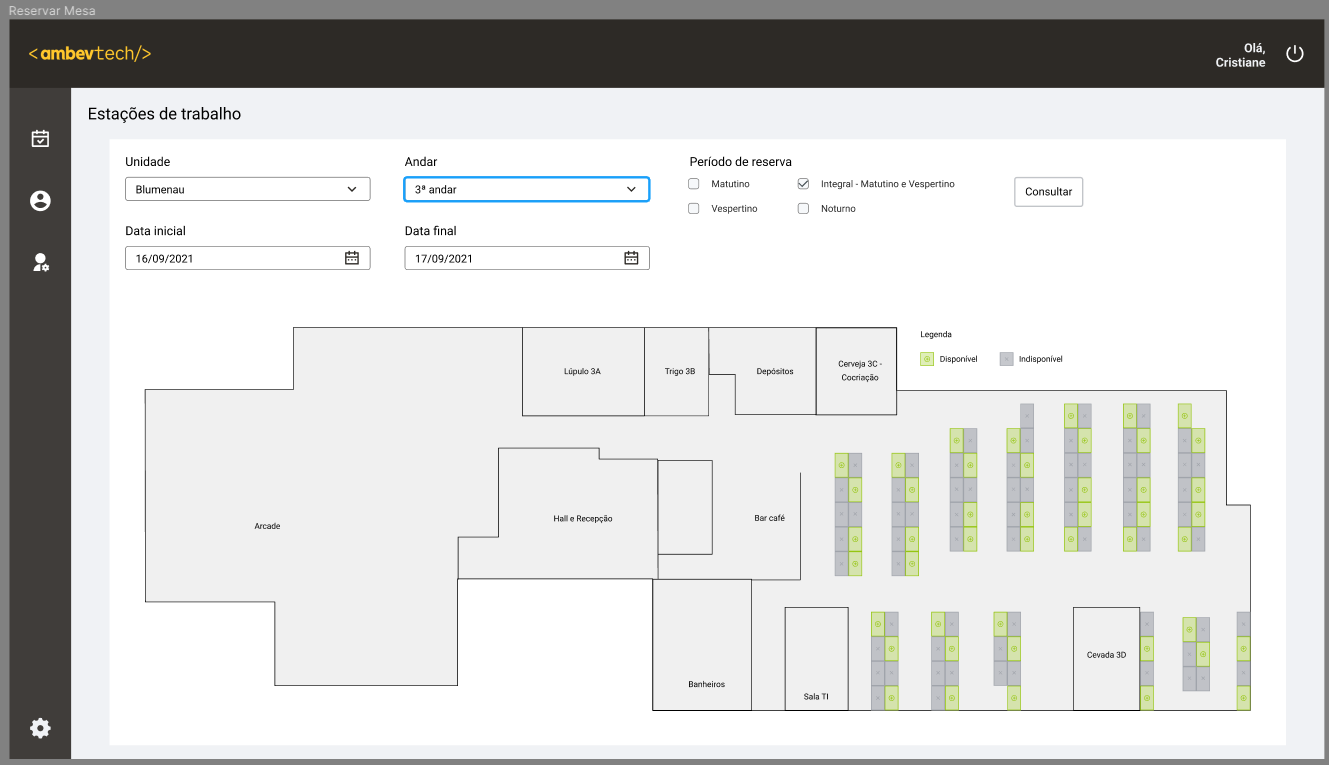 Reservar Mesa
<ambevtech/>
Olá,
Cristiane
Estações de trabalho
Unidade
Andar
Período de reserva
Blumenau
3ª andar
Matutino
Integral - Matutino e Vespertino
Consultar
Vespertino
Noturno
Data inicial
Data final
16/09/2021
17/09/2021
Legenda
Disponível
Indisponível
Lúpulo 3A
Trigo 3B
Depósitos
Cerveja 3C -
Cocriação
Arcade
Hall e Recepção
Bar café
Banheiros
Sala TI
Cevada 3D